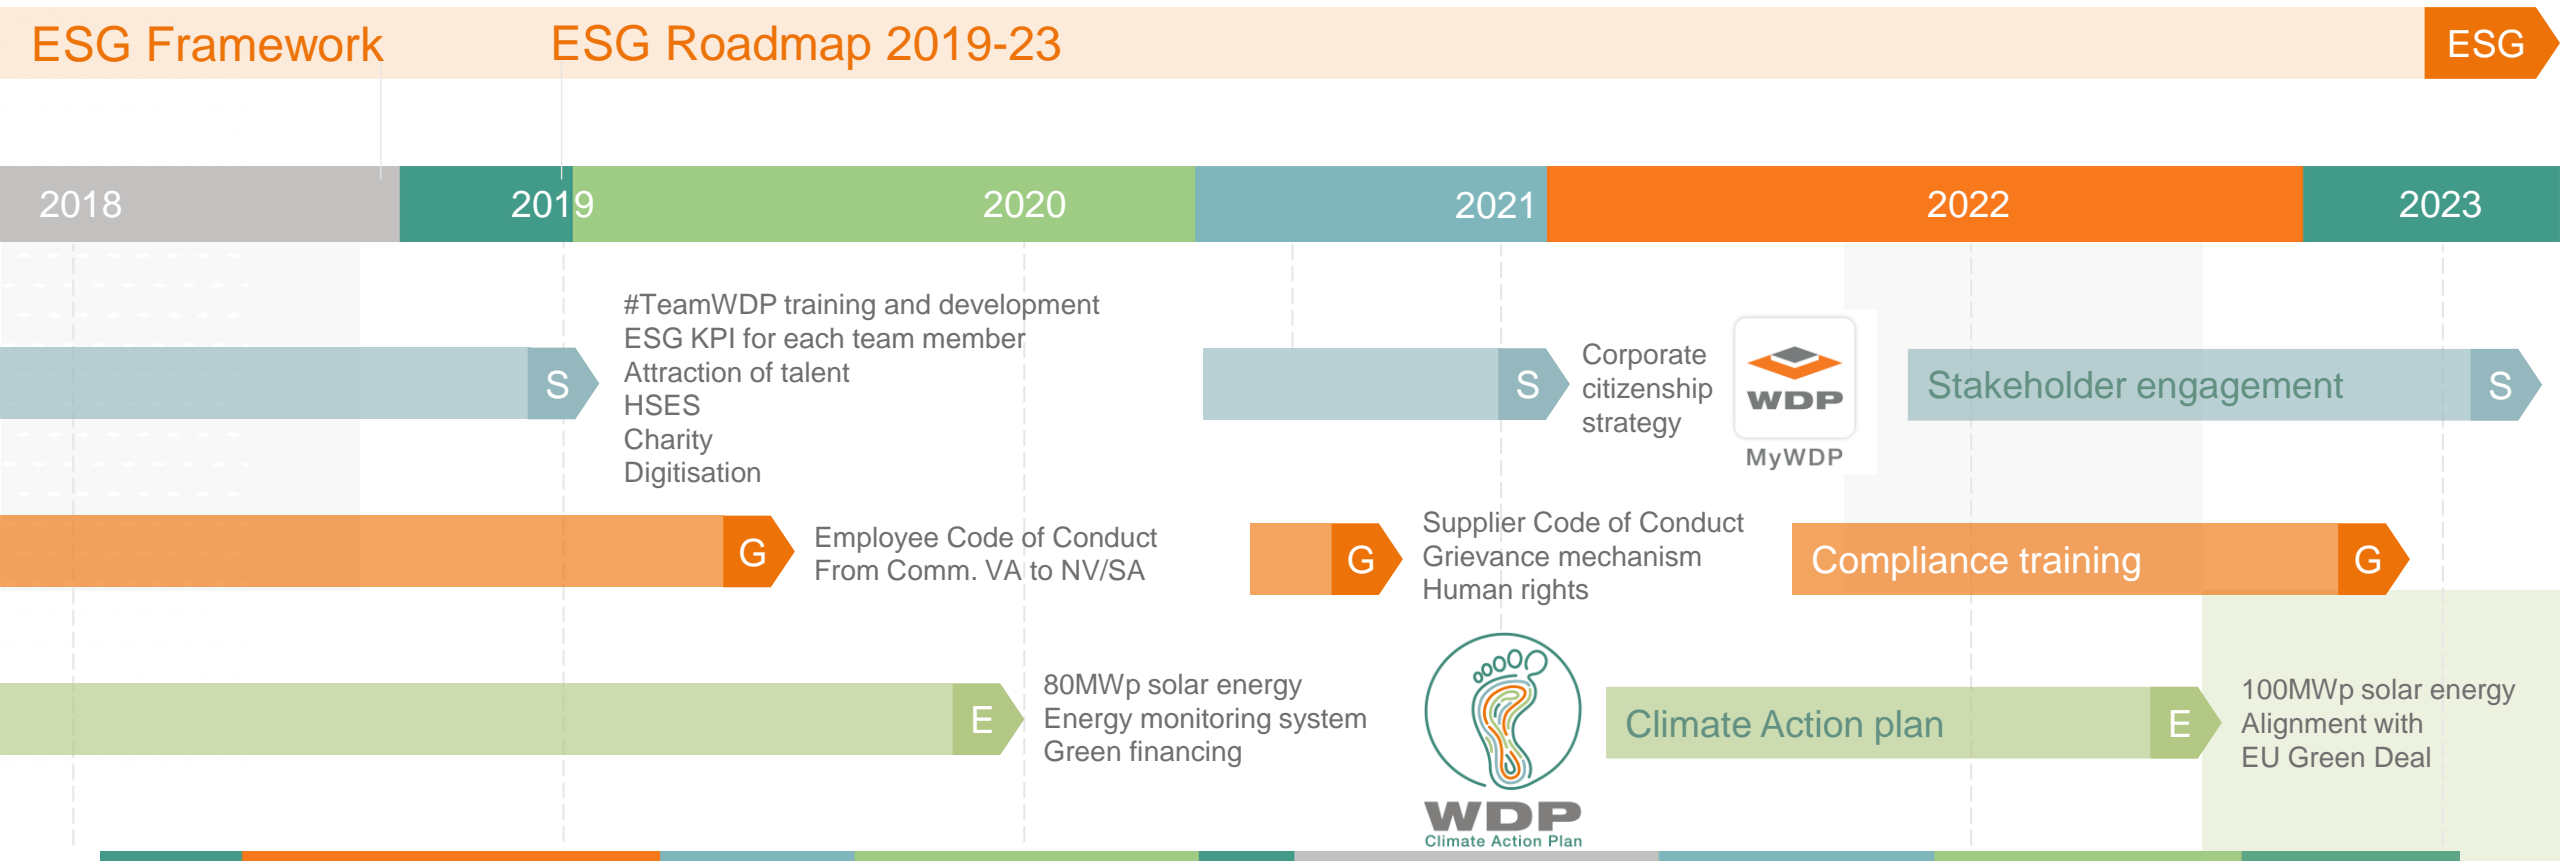 ESG Framework
ESG Roadmap 2019-23
ESG
2018
2019
2020
2021
2022
2023
S
#TeamWDP training and development
ESG KPI for each team member
Attraction of talent
HSES
Charity
Digitisation
S
Corporate
citizenship
strategy
WDP
MyWDP
Stakeholder engagement
S
G
Employee Code of Conduct
From Comm. VA to NV/SA
G
Supplier Code of Conduct
Grievance mechanism
Human rights
Compliance training
G
E
80MWp solar energy
Energy monitoring system
Green financing
WDP
Climate Action Plan
Climate Action plan
E
100MWp solar energy
Alignment with
EU Green Deal